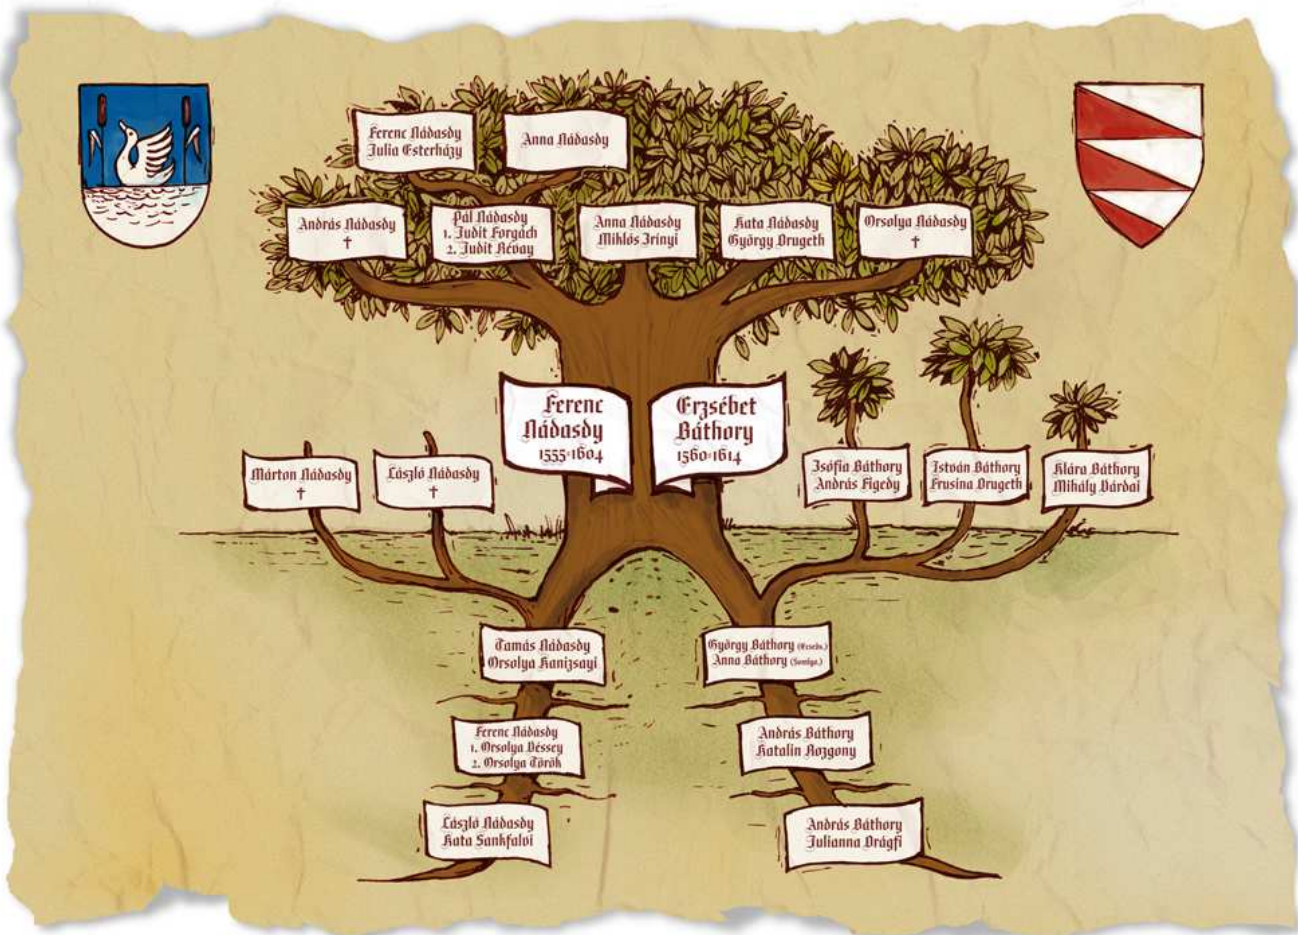 Ferenc Nádasdy
Julia Esterházy
Anna Nádasdy
András Nádasdy
†
Pál Nádasdy
1. Judit Forgách
2. Judit Révay
Anna Nádasdy
Miklós Zrínyi
Kata Nádasdy
György Drugeth
Orsolya Nádasdy
†
Ferenc
Nádasdy
1555-1604
Erzsébet
Báthory
1560-1614
Márton Nádasdy
†
László Nádasdy
†
Zsófia Báthory
András Figedy
István Báthory
Frusina Drugeth
Klára Báthory
Mihály Várdai
Tamás Nádasdy
Orsolya Kanizsayi
György Báthory (Ecseds.)
Anna Báthory (Somlyo.)
Ferenc Nádasdy
1. Orsolya Véssey
2. Orsolya Török
András Báthory
Katalin Rozgony
László Nádasdy
Kata Sankfalvi
András Báthory
Julianna Drágfi